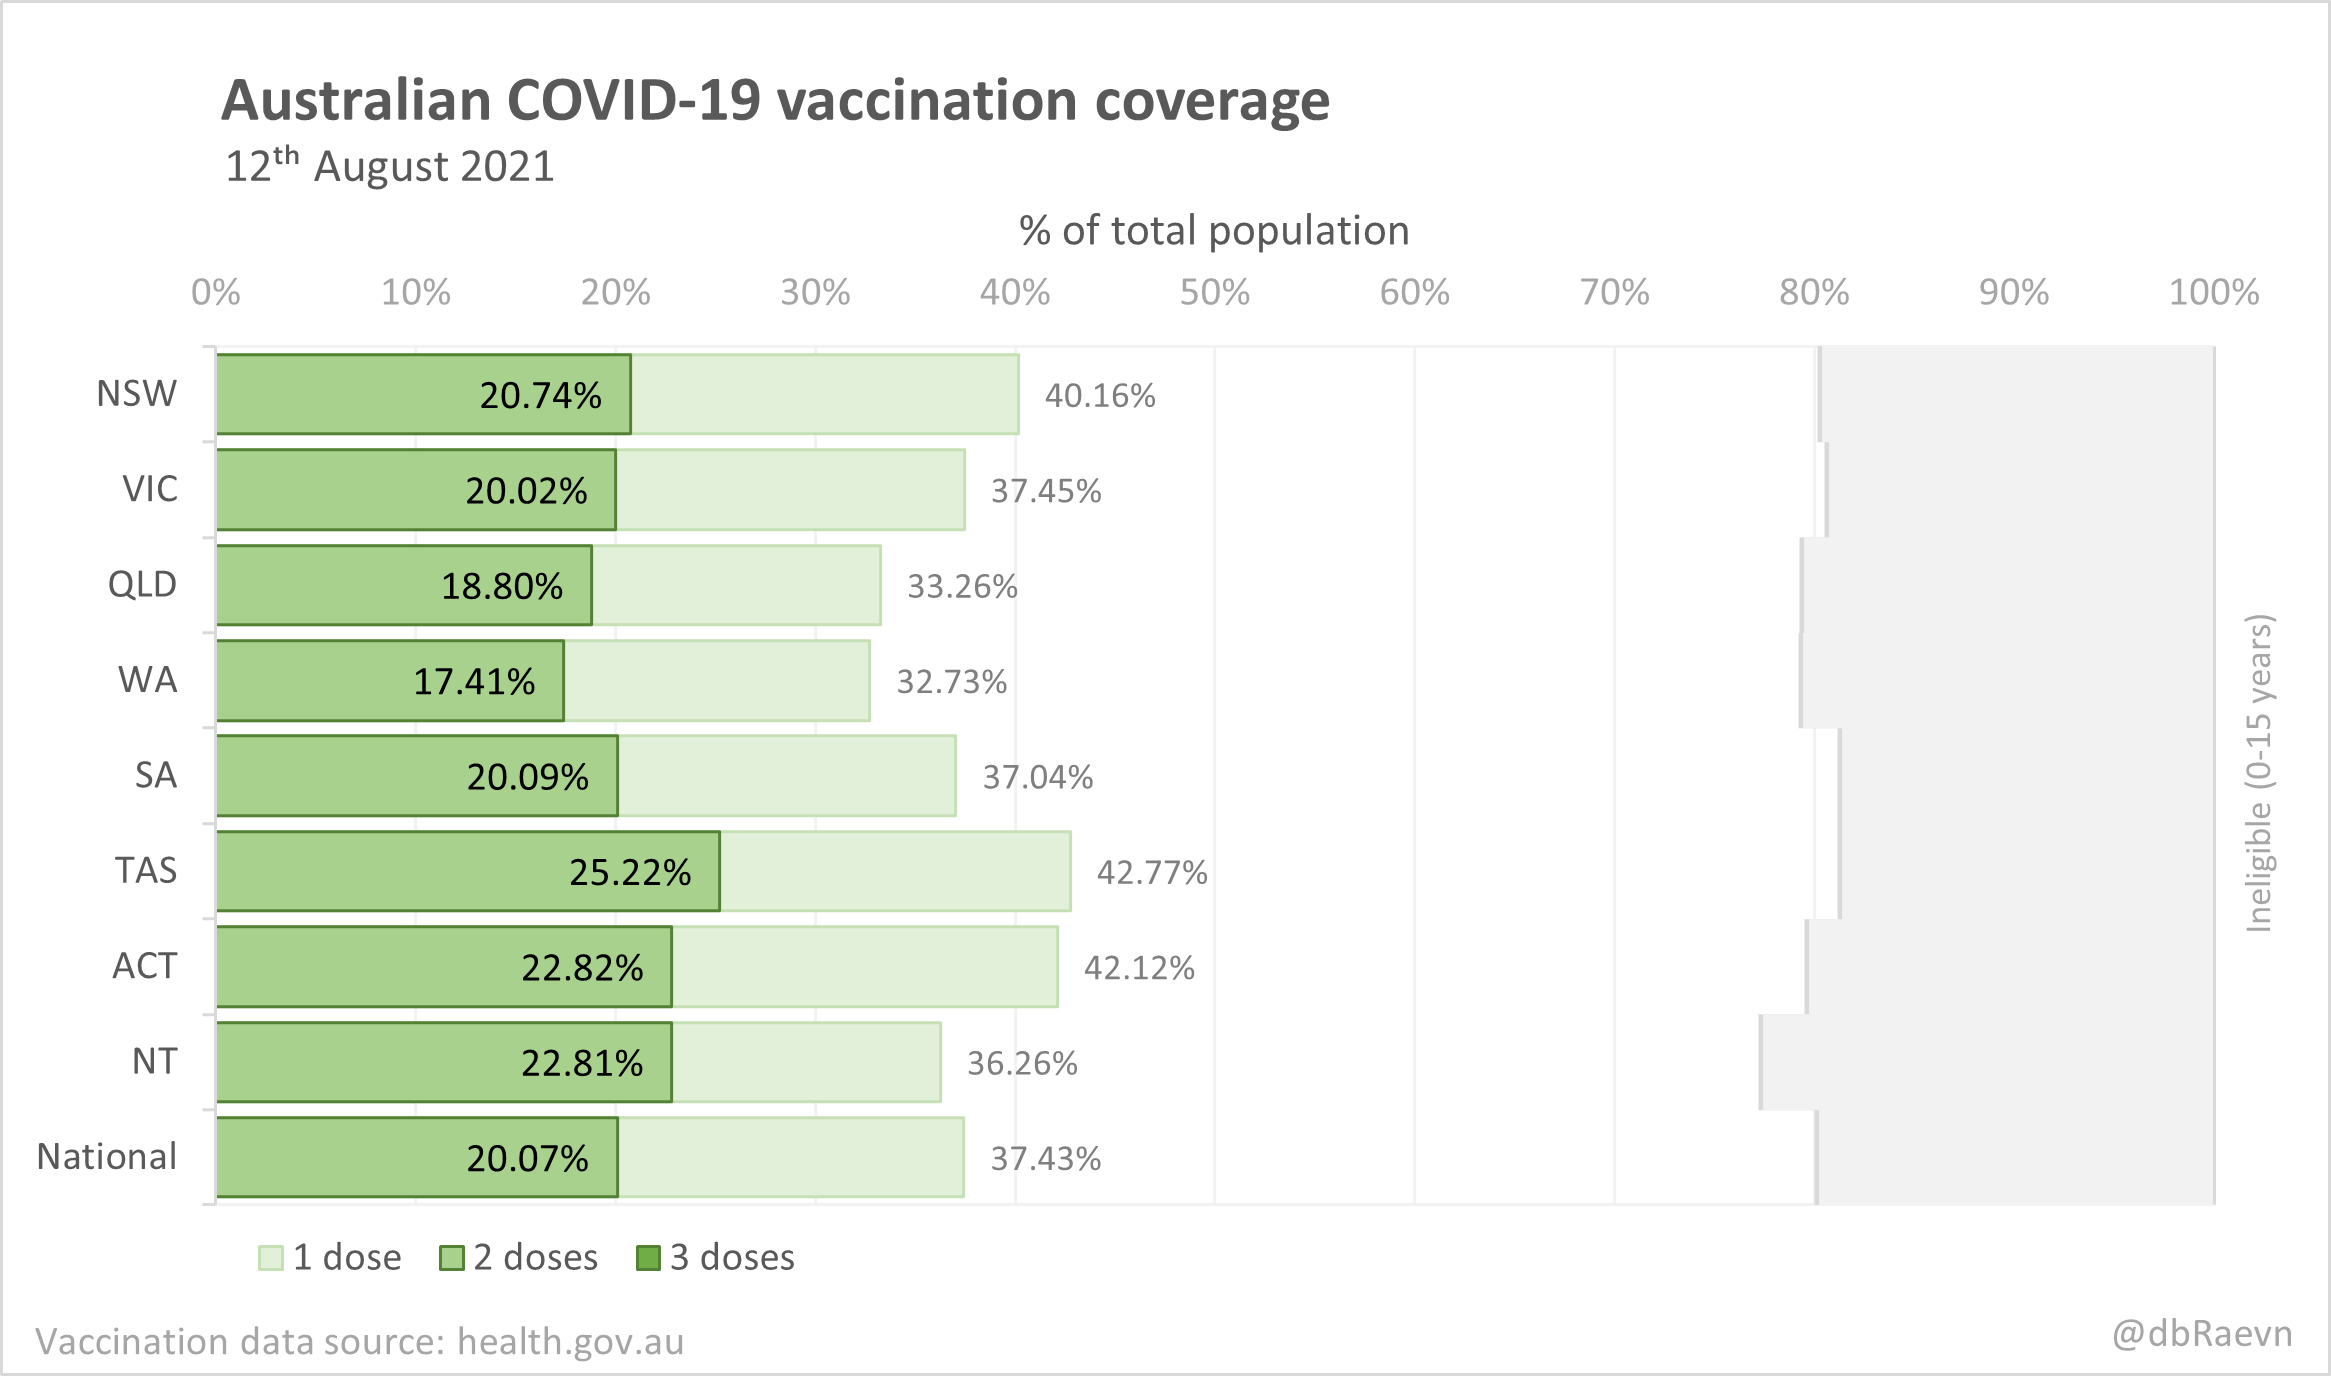 Australian COVID-19 vaccination coverage
12th August 2021
% of total population
0% 10% 20% 30% 40% 50% 60% 70% 80% 90% 100%
NSW 20.74% 40.16%
VIC 20.02% 37.45%
QLD 18.80% 33.26%
WA 17.41% 32.73%
SA 20.09% 37.04%
TAS 25.22% 42.77%
ACT 22.82% 42.12%
NT 22.81% 36.26%
National 20.07% 37.43%
Ineligible (0-15 years)
1 dose 2 doses 3 doses
Vaccination data source: health.gov.au
@dbRaevn